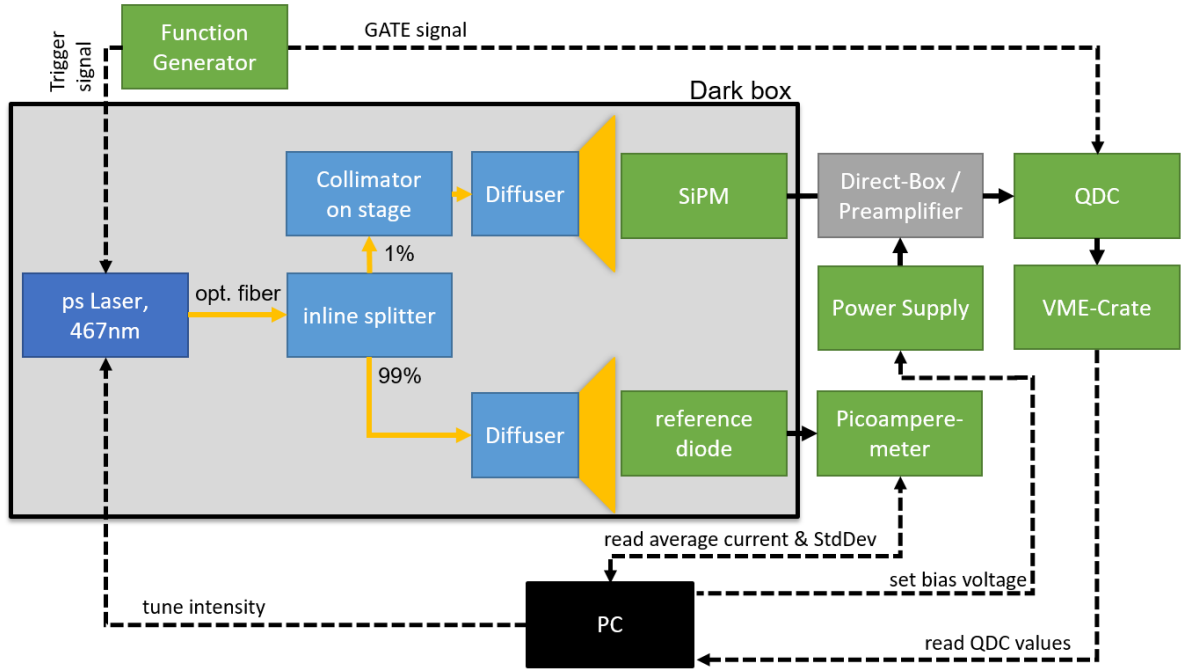 Function
Generator
GATE signal
Trigger
signal
Dark box
Collimator
on stage
Diffuser
SiPM
Direct-Box /
Preamplifier
QDC
1%
ps Laser,
467nm
opt. fiber
inline splitter
Power Supply
VME-Crate
99%
Diffuser
reference
diode
Picoampere-
meter
read average current & StdDev
set bias voltage
tune intensity
PC
read QDC values